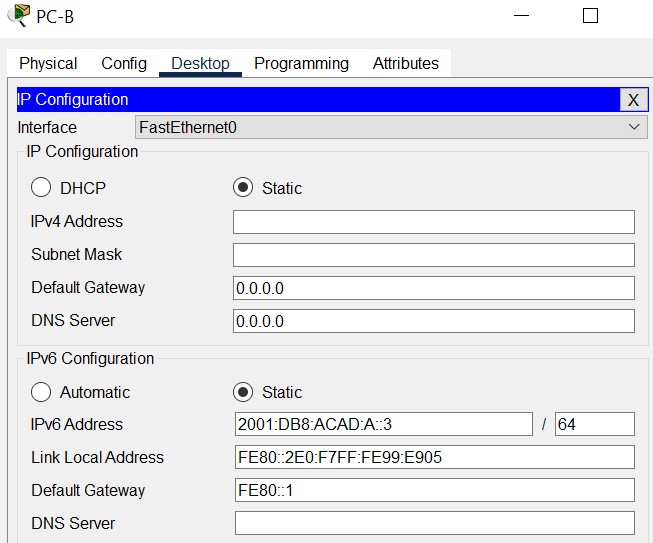 PC-B
Physical Config Desktop Programming Attributes
IP Configuration X
Interface FastEthernet0
IP Configuration
DHCP Static
IPv4 Address
Subnet Mask
Default Gateway 0.0.0.0
DNS Server 0.0.0.0
IPv6 Configuration
Automatic Static
IPv6 Address 2001:DB8:ACAD:A::3 / 64
Link Local Address FE80::2E0:F7FF:FE99:E905
Default Gateway FE80::1
DNS Server